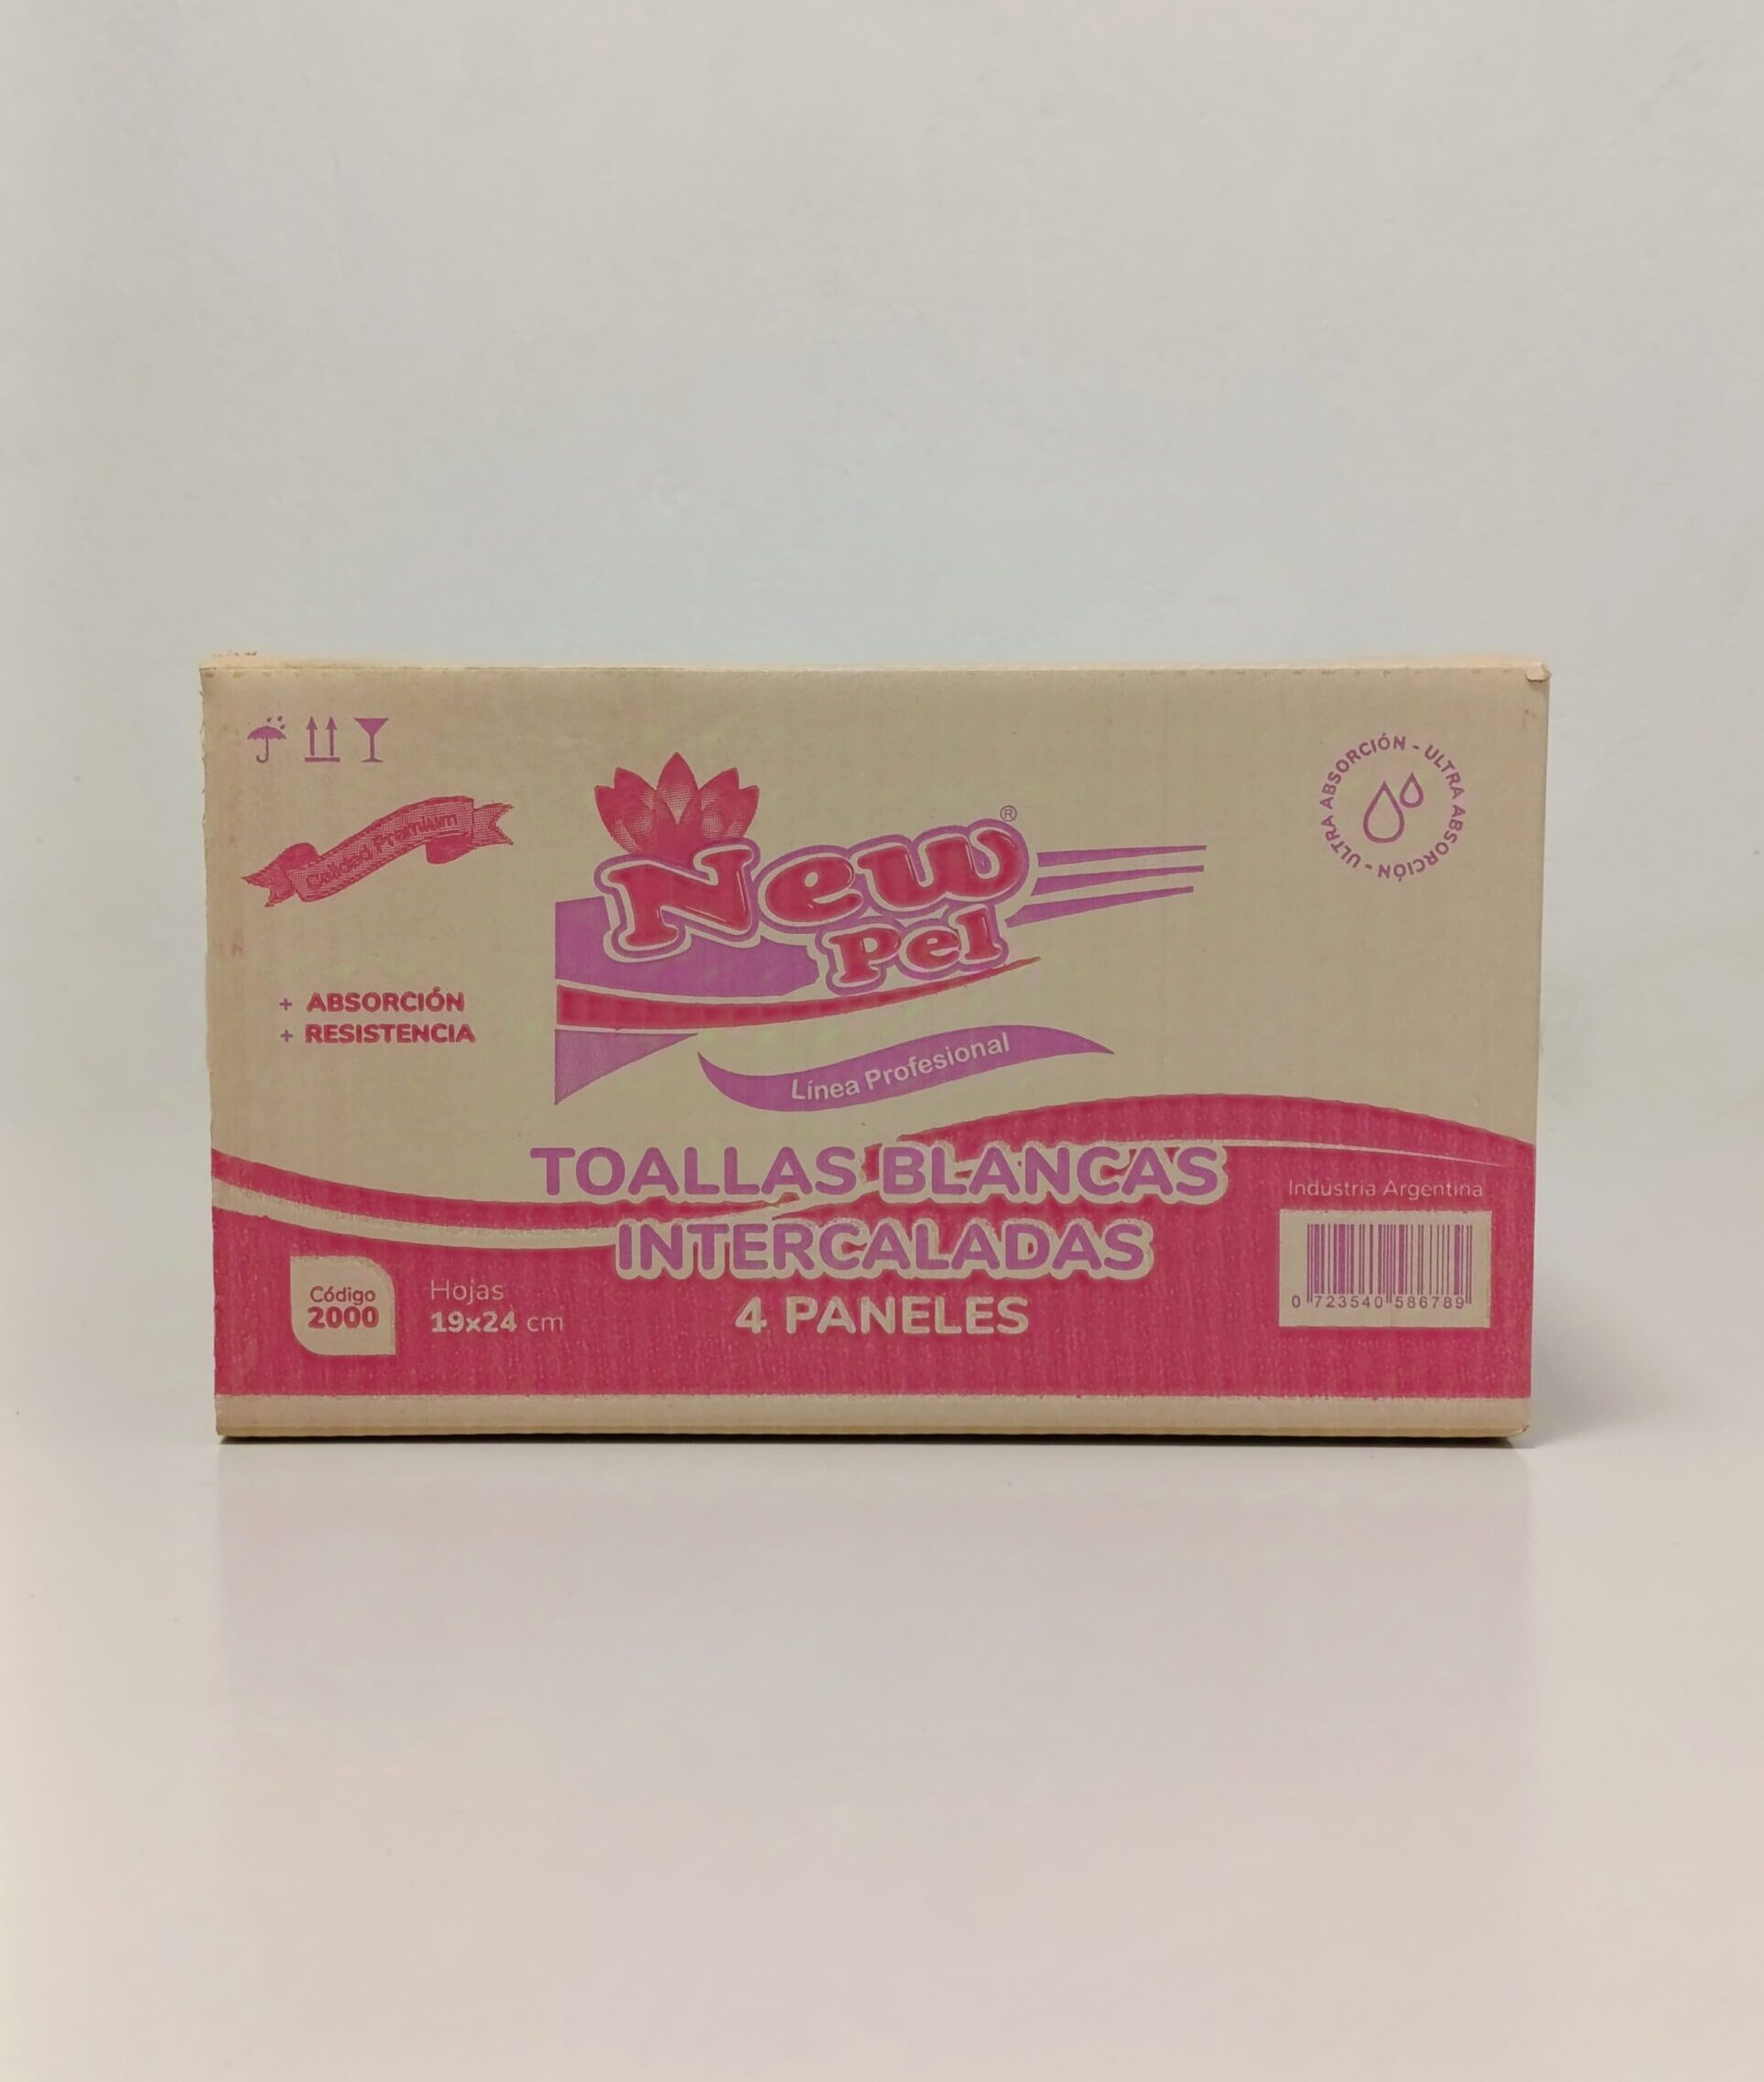 Calidad Premium
New
Pel
®
ULTRA ABSORCIÓN - ULTRA ABSORCIÓN -
+ ABSORCIÓN
+ RESISTENCIA
Línea Profesional
TOALLAS BLANCAS
INTERCALADAS
4 PANELES
Código
2000
Hojas
19x24 cm
Industria Argentina
0 723540 586789